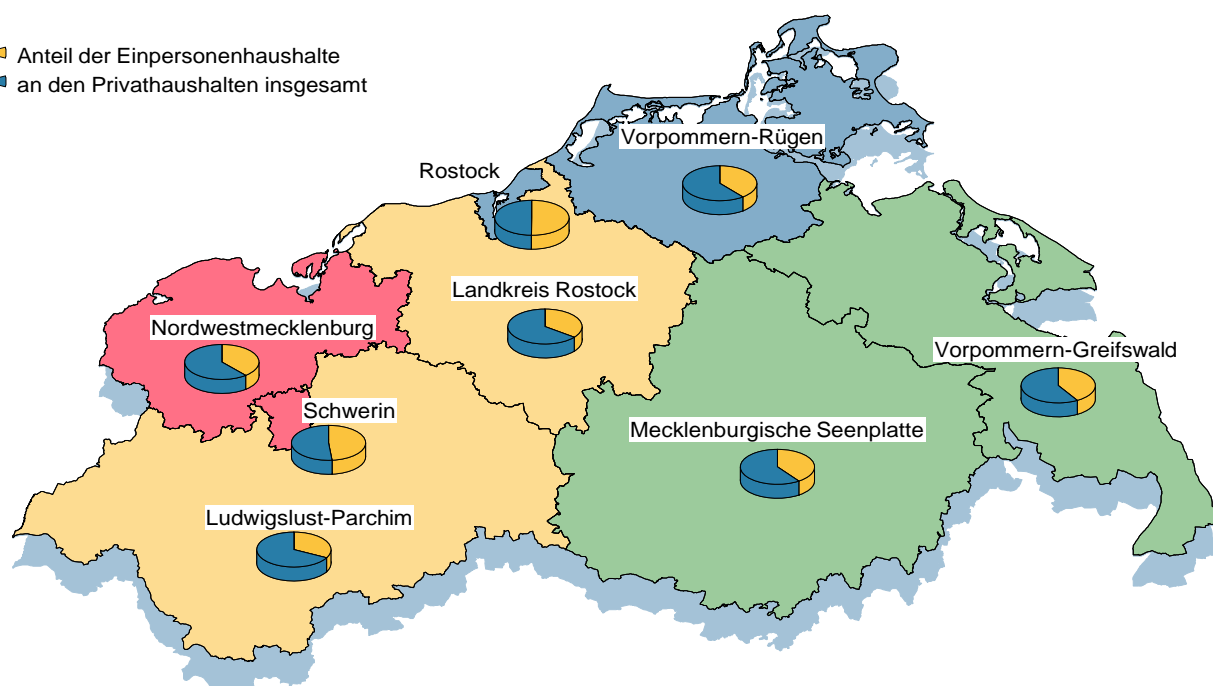 Anteil der Einpersonenhaushalte
an den Privathaushalten insgesamt
Vorpommern-Rügen
Rostock
Landkreis Rostock
Nordwestmecklenburg
Vorpommern-Greifswald
Schwerin
Mecklenburgische Seenplatte
Ludwigslust-Parchim